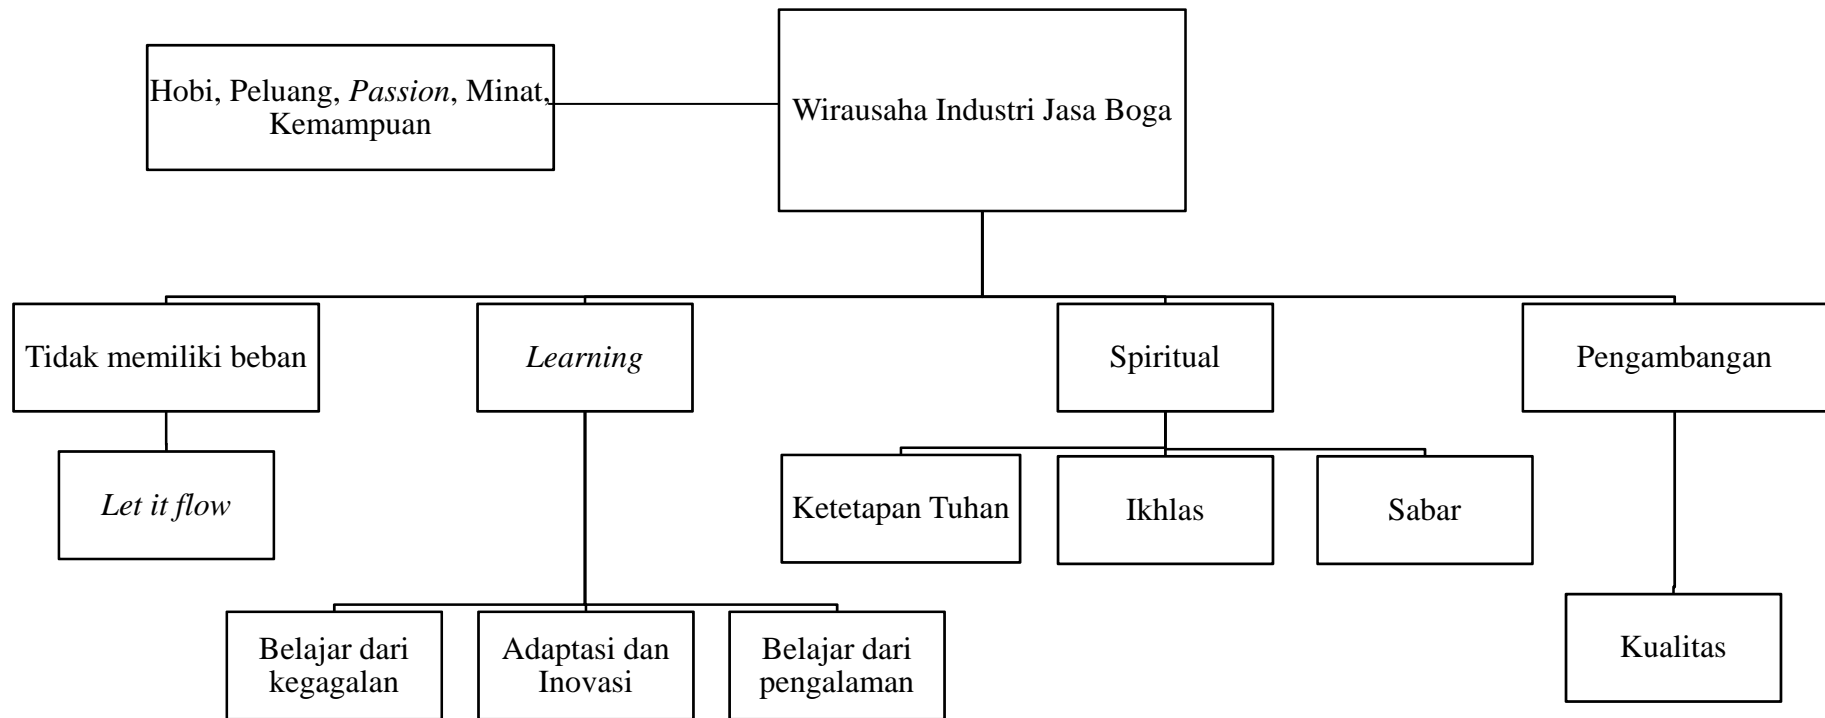 Hobi, Peluang, Passion, Minat,
Kemampuan
Wirausaha Industri Jasa Boga
Tidak memiliki beban
Learning
Spiritual
Pengambangan
Let it flow
Ketetapan Tuhan
Ikhlas
Sabar
Belajar dari
kegagalan
Adaptasi dan
Inovasi
Belajar dari
pengalaman
Kualitas